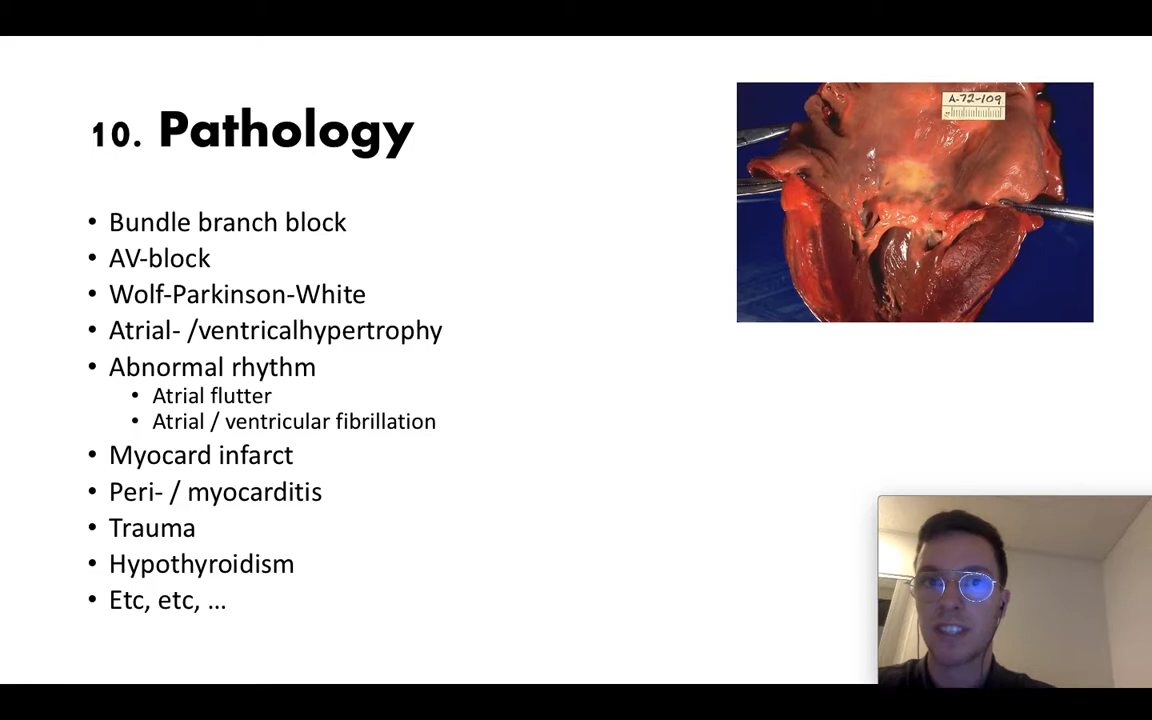 10. Pathology
A-72-109
• Bundle branch block
• AV-block
• Wolf-Parkinson-White
• Atrial- /ventricalhypertrophy
• Abnormal rhythm
• Atrial flutter
• Atrial / ventricular fibrillation
• Myocard infarct
• Peri- / myocarditis
• Trauma
• Hypothyroidism
• Etc, etc, ...